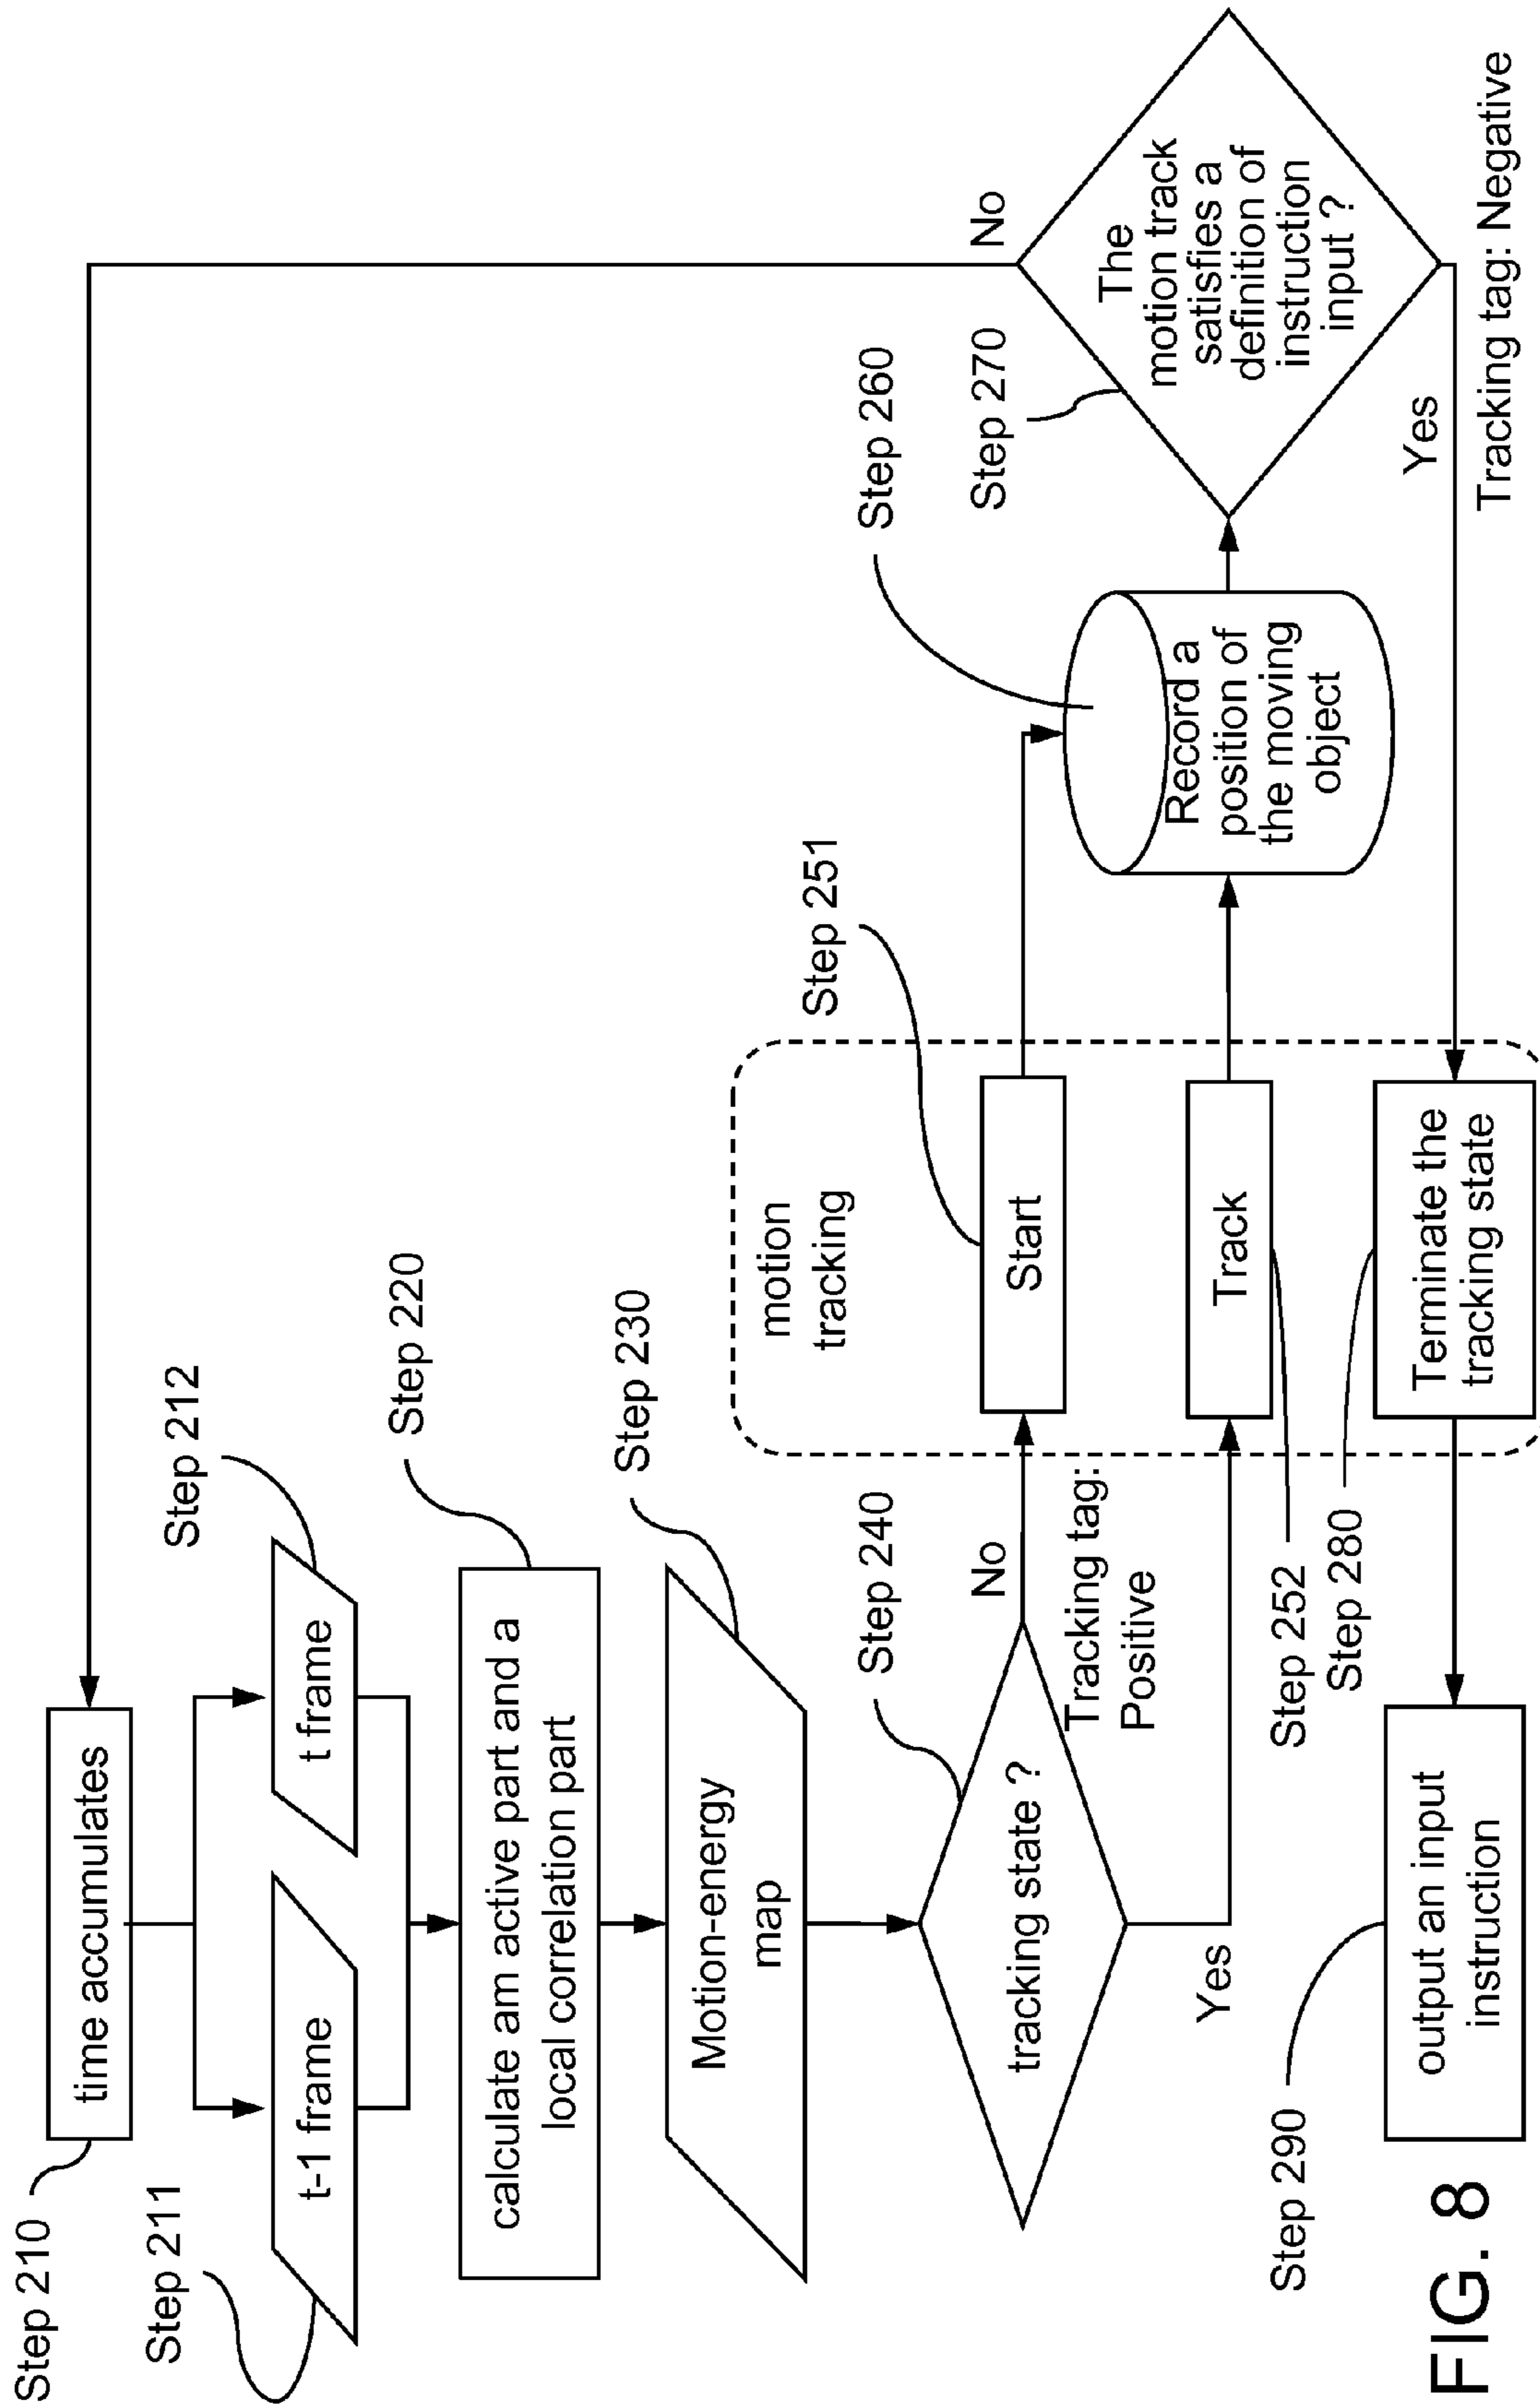 Step 210
time accumulates
Step 211
t-1 frame
t frame
Step 212
calculate am active part and a
local correlation part
Step 220
Motion-energy
map
Step 230
tracking state ?
Step 240
No
Tracking tag:
Positive
Yes
motion
tracking
Start
Step 251
Track
Step 252
Step 280
Terminate the
tracking state
Record a
position of
the moving
object
Step 260
Step 270
The
motion track
satisfies a
definition of
instruction
input ?
No
Yes
Tracking tag: Negative
Step 290
output an input
instruction
FIG. 8